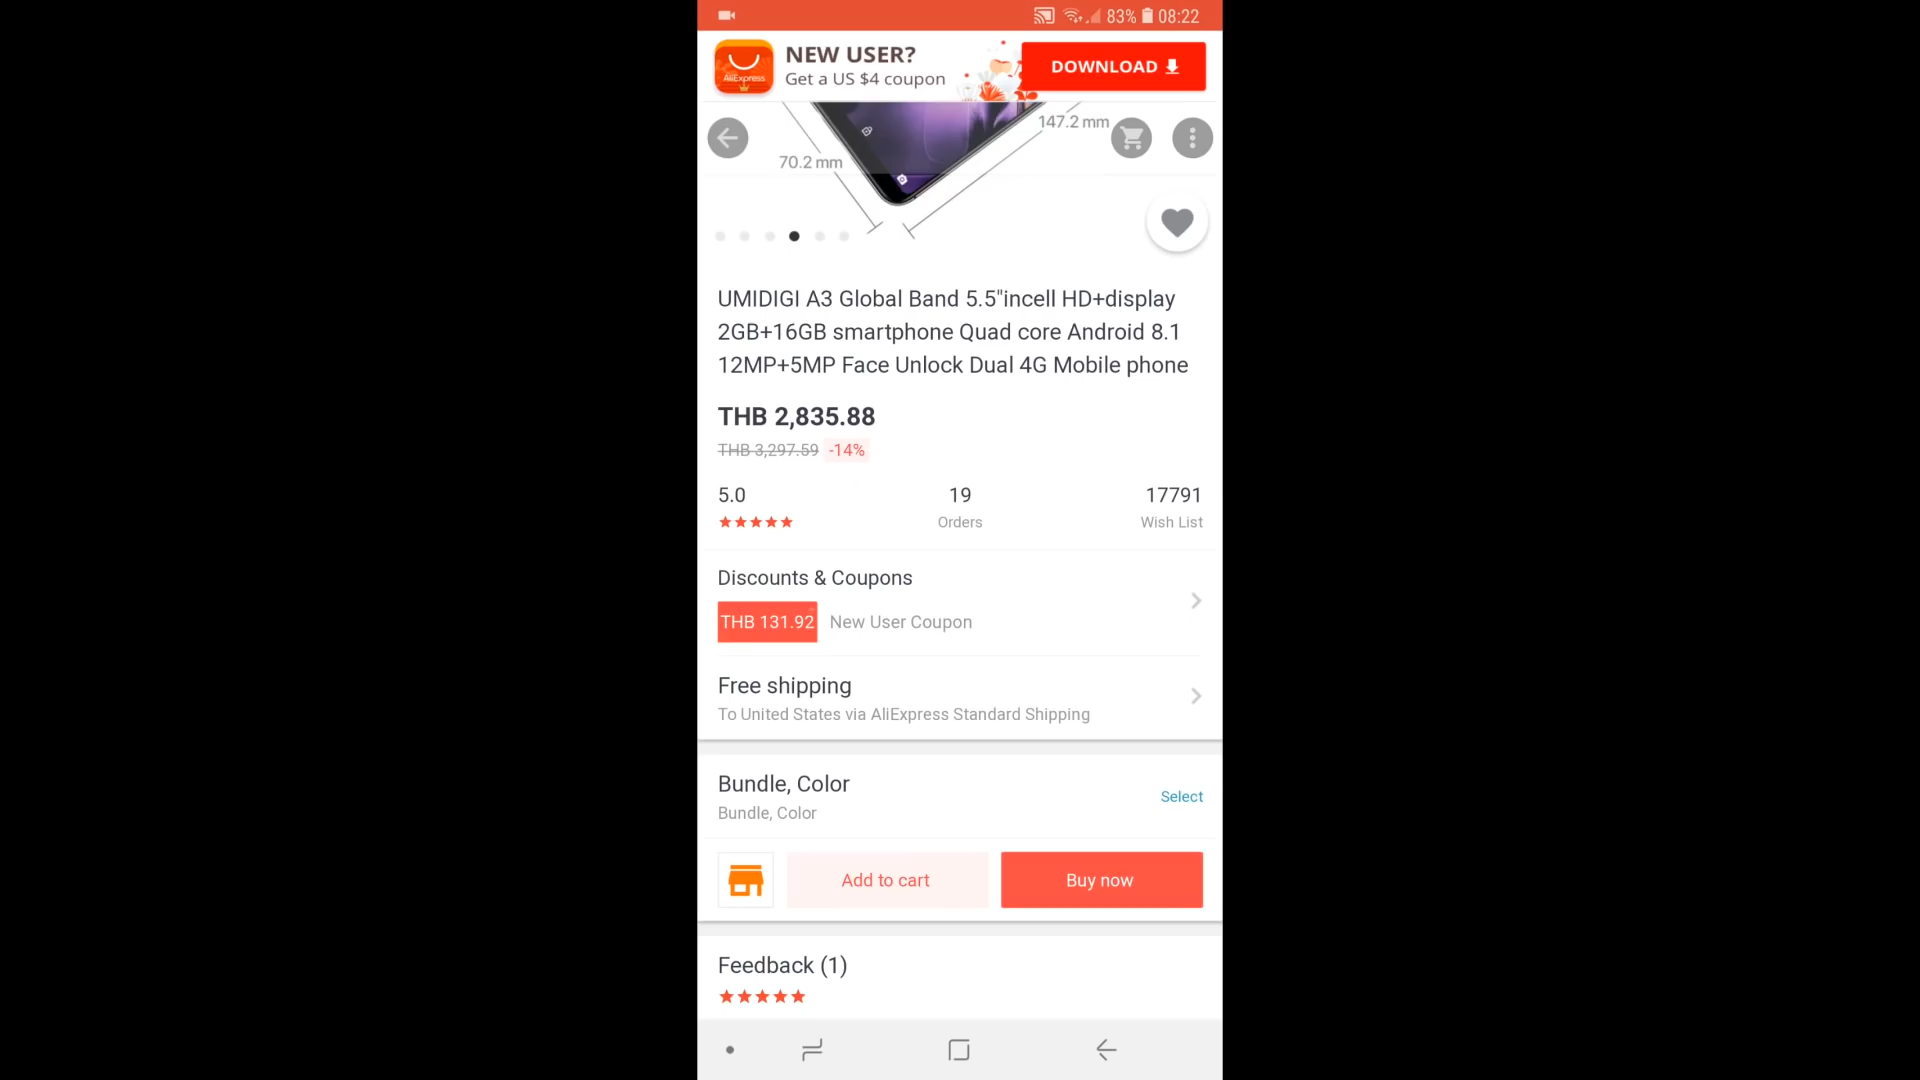 83% 08:22
AliExpress
NEW USER?
Get a US $4 coupon
DOWNLOAD
147.2 mm
70.2 mm
UMIDIGI A3 Global Band 5.5"incell HD+display
2GB+16GB smartphone Quad core Android 8.1
12MP+5MP Face Unlock Dual 4G Mobile phone
THB 2,835.88
THB 3,297.59 -14%
5.0 19 17791
Orders Wish List
Discounts & Coupons
THB 131.92 New User Coupon
Free shipping
To United States via AliExpress Standard Shipping
Bundle, Color
Select
Bundle, Color
Add to cart Buy now
Feedback (1)